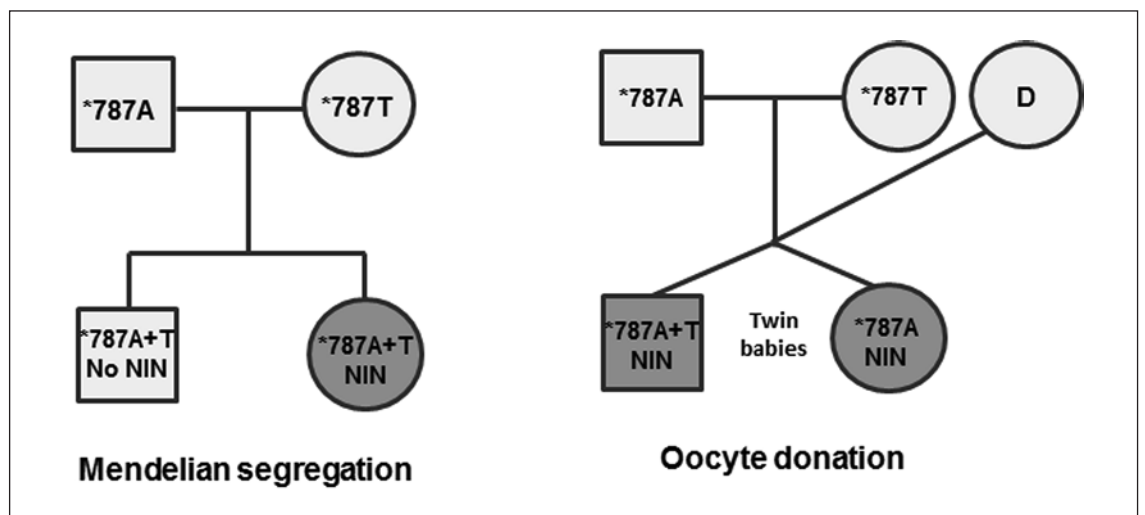 *787A
*787T
*787A+T
No NIN
*787A+T
NIN
Mendelian segregation
*787A
*787T
D
*787A+T
NIN
Twin
babies
*787A
NIN
Oocyte donation